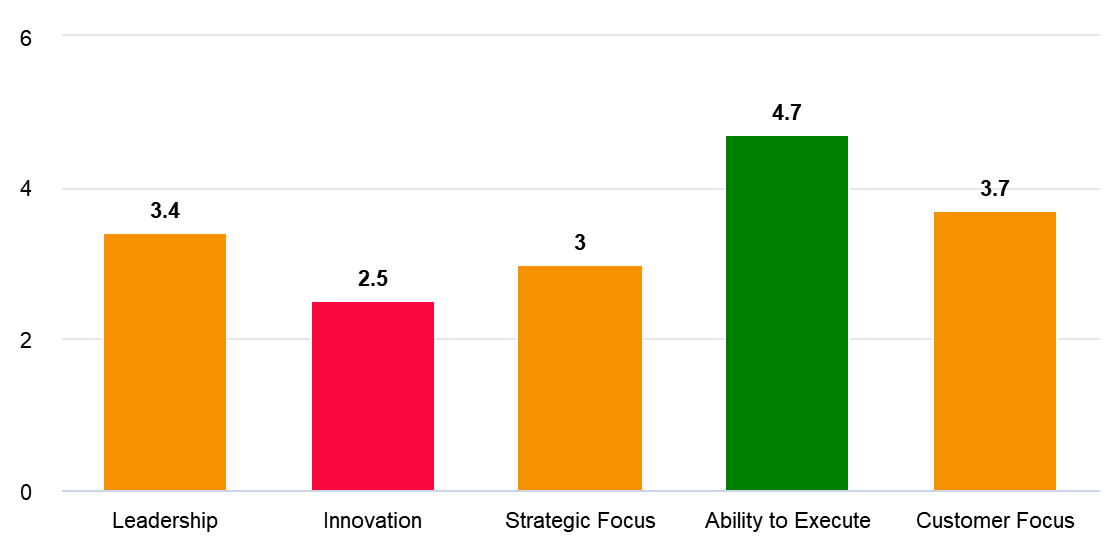 6
4
2
0
3.4
2.5
3
4.7
3.7
Leadership
Innovation
Strategic Focus
Ability to Execute
Customer Focus